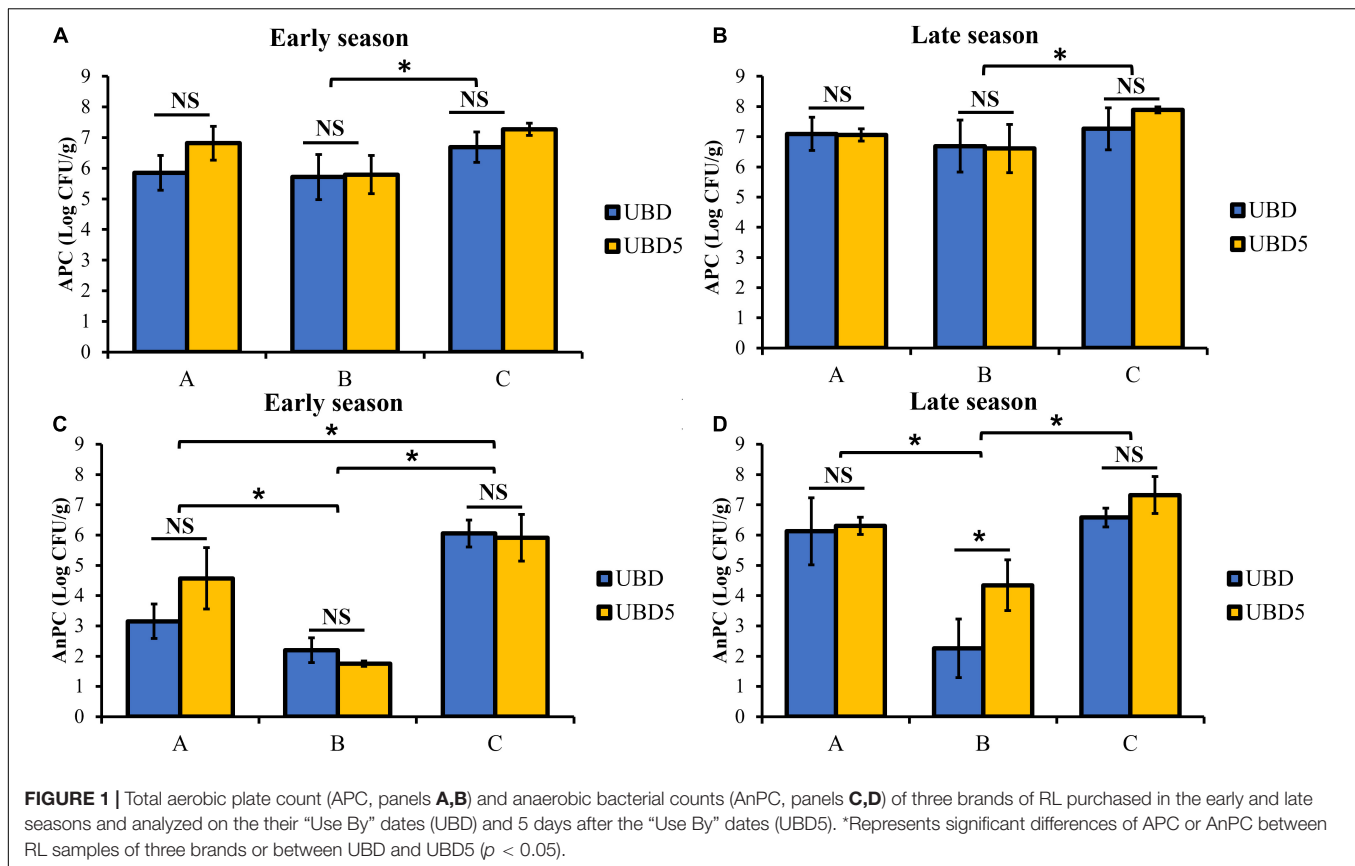 A
Early season
*
NS
NS
NS
APC (Log CFU/g)
9
8
7
6
5
4
3
2
1
0
A
B
C
UBD
UBD5
B
Late season
*
NS
NS
NS
APC (Log CFU/g)
9
8
7
6
5
4
3
2
1
0
A
B
C
UBD
UBD5
C
Early season
*
*
*
NS
NS
NS
AnPC (Log CFU/g)
9
8
7
6
5
4
3
2
1
0
A
B
C
UBD
UBD5
D
Late season
*
*
NS
*
NS
AnPC (Log CFU/g)
9
8
7
6
5
4
3
2
1
0
A
B
C
UBD
UBD5
FIGURE 1 | Total aerobic plate count (APC, panels A,B) and anaerobic bacterial counts (AnPC, panels C,D) of three brands of RL purchased in the early and late
seasons and analyzed on the their “Use By” dates (UBD) and 5 days after the “Use By” dates (UBD5). *Represents significant differences of APC or AnPC between
RL samples of three brands or between UBD and UBD5 (p < 0.05).